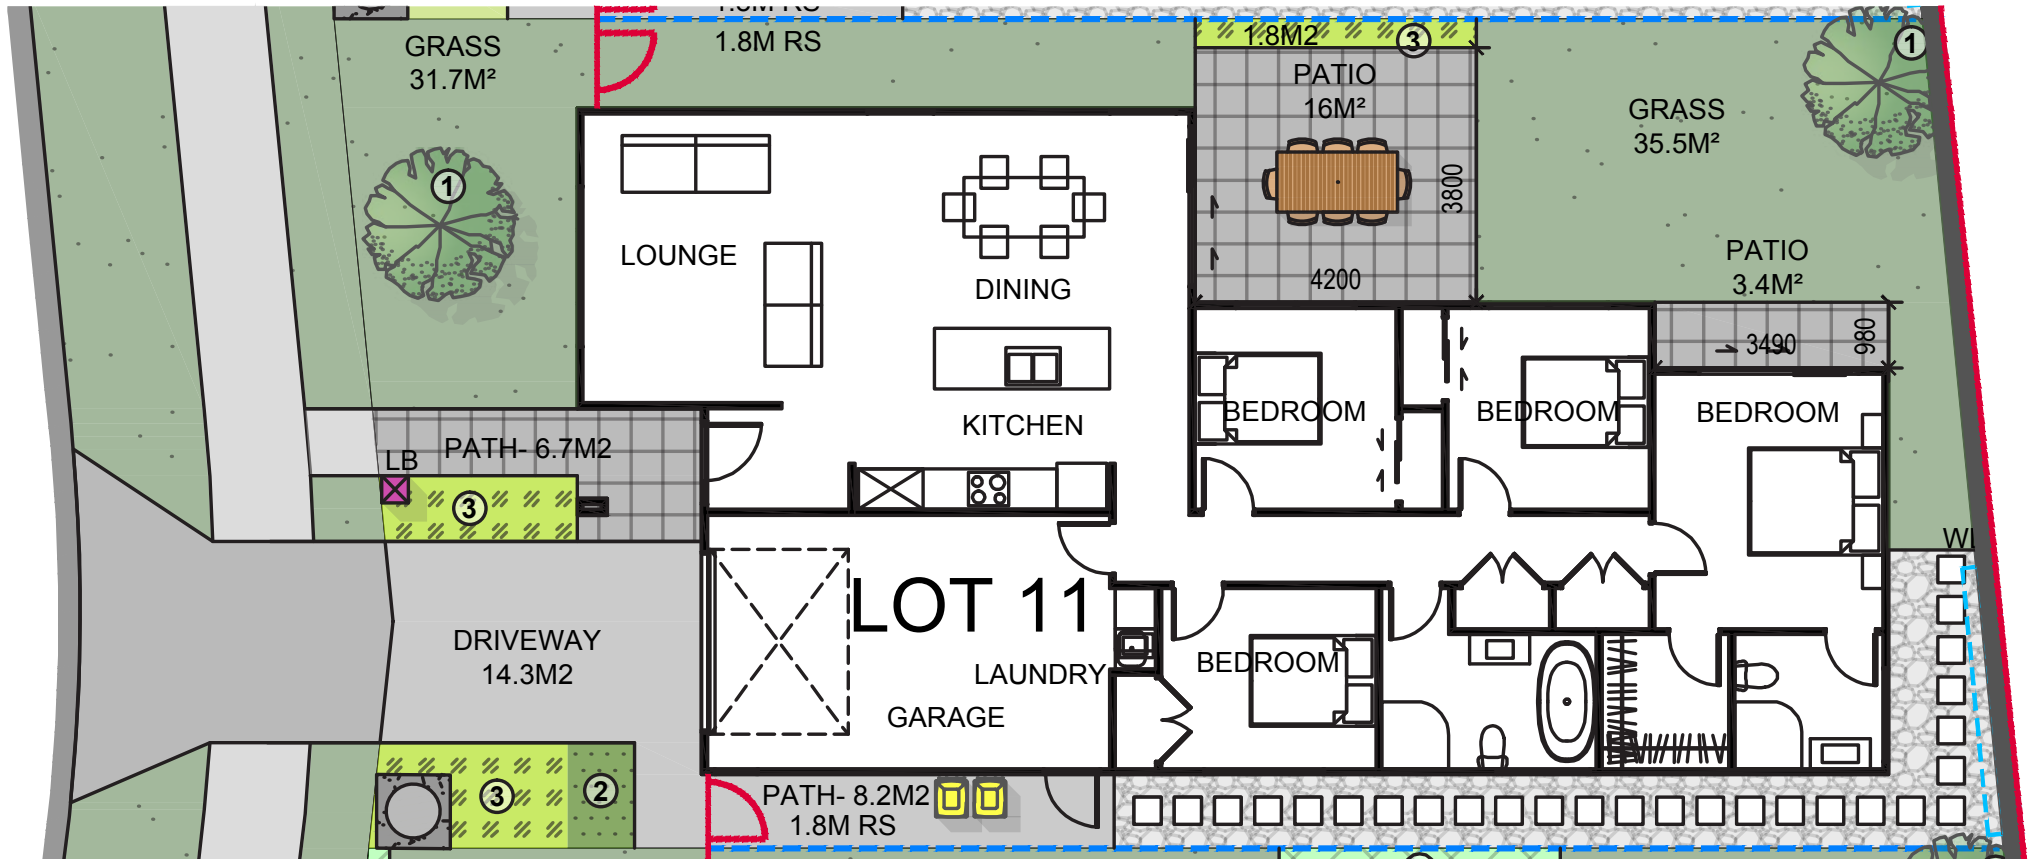 1.8M RS
GRASS
31.7M²
1.8M2
3
1
PATIO
16M²
GRASS
35.5M²
1
3800
LOUNGE
PATIO
3.4M²
DINING
4200
3490
980
BEDROOM
BEDROOM
BEDROOM
KITCHEN
PATH- 6.7M2
LB
3
LOT 11
DRIVEWAY
14.3M2
LAUNDRY
BEDROOM
GARAGE
3
2
PATH- 8.2M2
1.8M RS